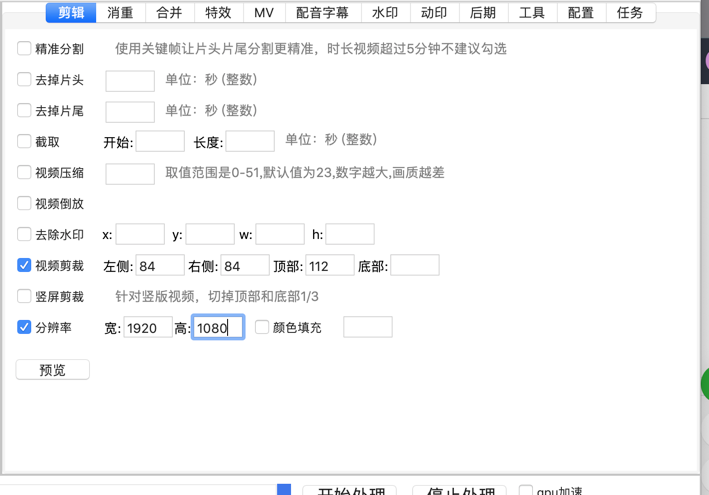 剪辑 消重 合并 特效 MV 配音字幕 水印 动印 后期 工具 配置 任务
精准分割 使用关键帧让片头片尾分割更精准，时长视频超过5分钟不建议勾选
去掉片头 单位：秒 (整数)
去掉片尾 单位：秒 (整数)
截取 开始: 长度: 单位：秒 (整数)
视频压缩 取值范围是0-51,默认值为23,数字越大,画质越差
视频倒放
去除水印 x: y: w: h:
视频剪裁 左侧: 84 右侧: 84 顶部: 112 底部:
竖屏剪裁 针对竖版视频，切掉顶部和底部1/3
分辨率 宽: 1920 高: 1080 颜色填充
预览
开始处理 停止处理 gpu加速